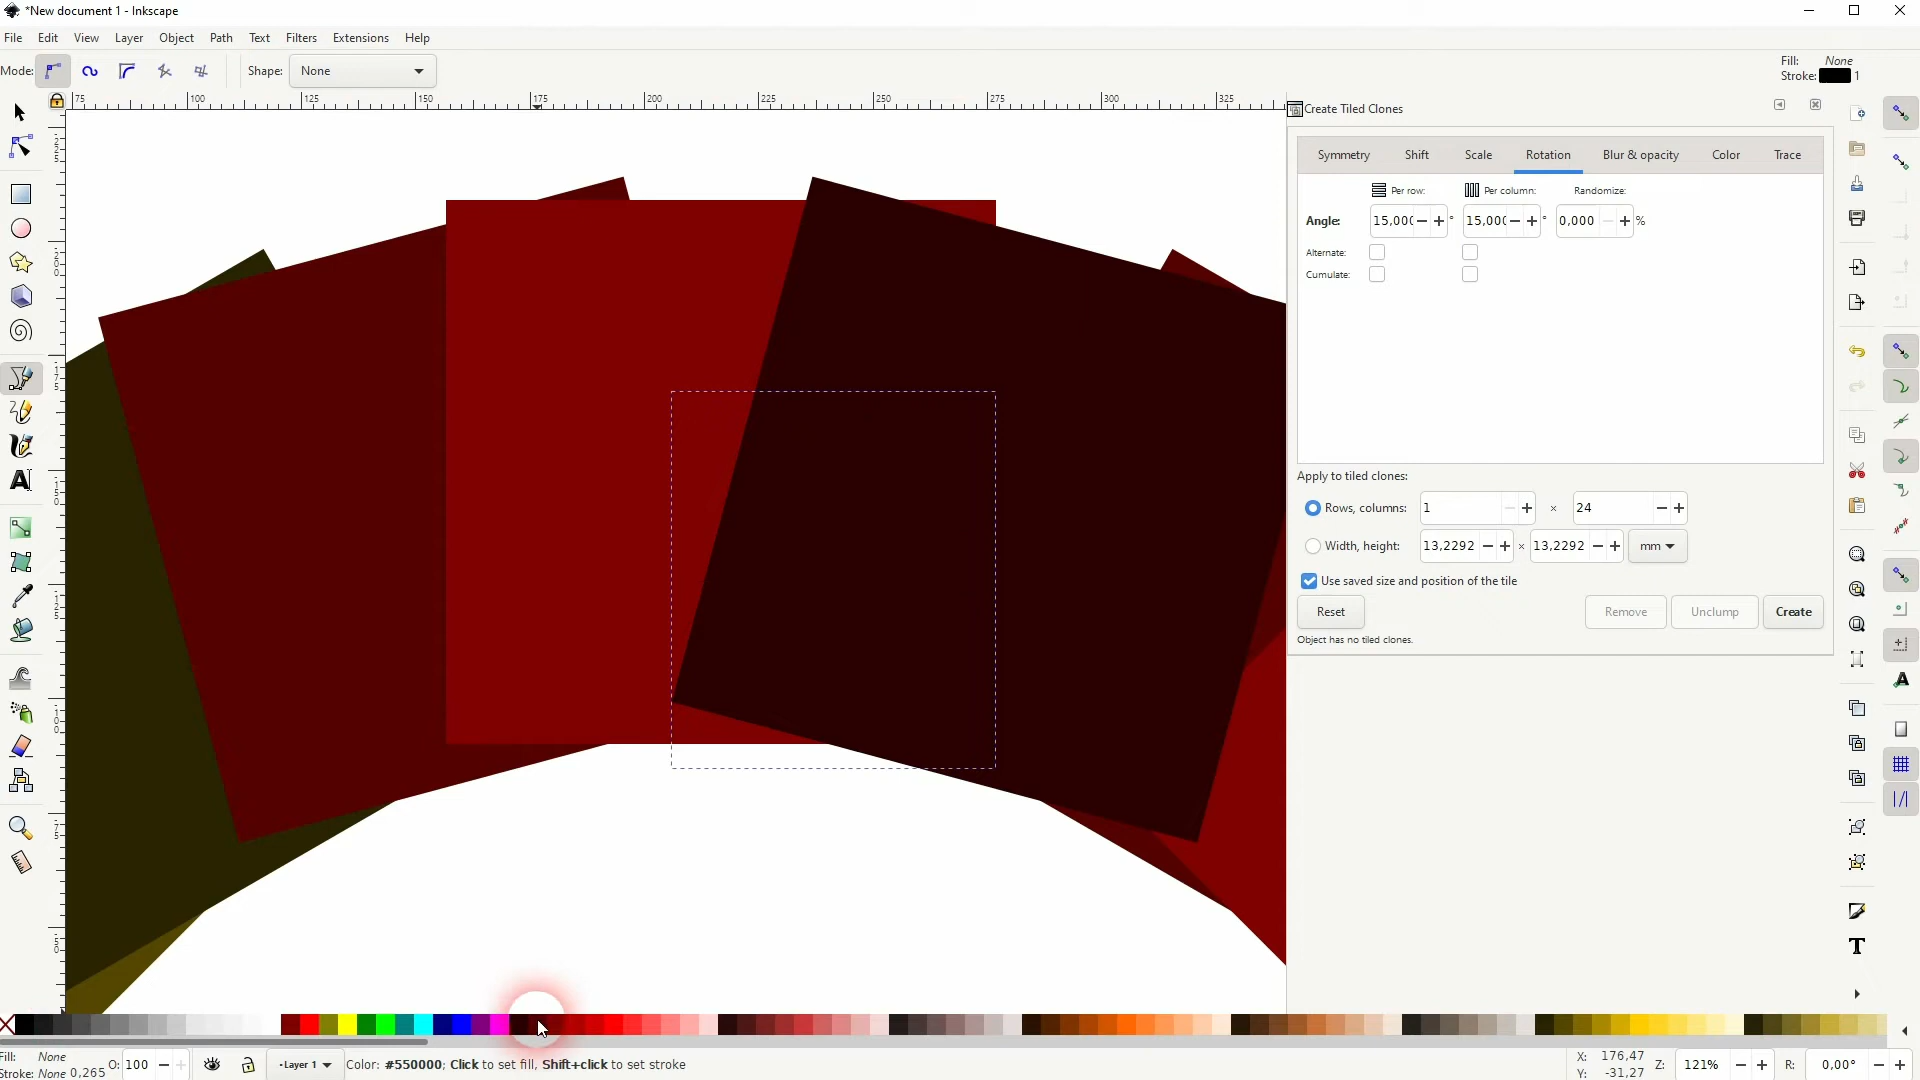 *New document 1 - Inkscape
File Edit View Layer Object Path Text Filters Extensions Help
Mode: Shape: None
Fill: None
Stroke: 1
75 100 125 150 175 200 225 250 275 300 325
Create Tiled Clones
Symmetry Shift Scale Rotation Blur & opacity Color Trace
Per row: Per column: Randomize:
Angle: 15,000 ° 15,000 ° 0,000 %
Alternate:
Cumulate:
Apply to tiled clones:
Rows, columns: 1 × 24
Width, height: 13,2292 × 13,2292 mm
Use saved size and position of the tile
Reset Remove Unclump Create
Object has no tiled clones.
Fill: None O: 100 Layer 1 Color: #550000; Click to set fill, Shift+click to set stroke X: 176,47 Z: 121% R: 0,00°
Stroke: None 0,265 Y: -31,27